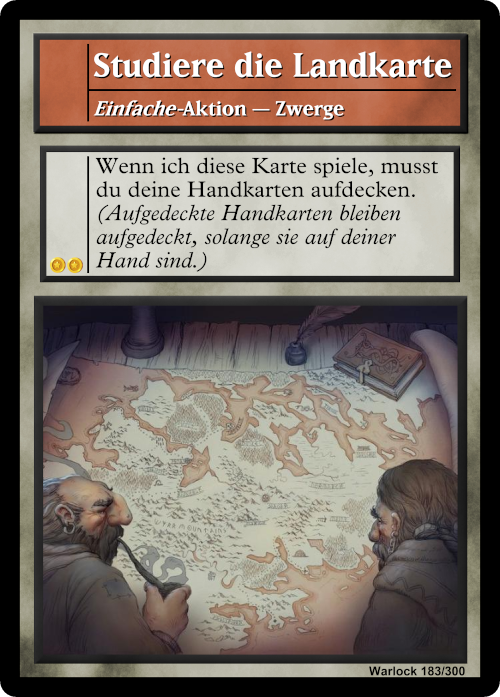 Studiere die Landkarte
Einfache-Aktion — Zwerge
Wenn ich diese Karte spiele, musst
du deine Handkarten aufdecken.
(Aufgedeckte Handkarten bleiben
aufgedeckt, solange sie auf deiner
Hand sind.)
Warlock 183/300